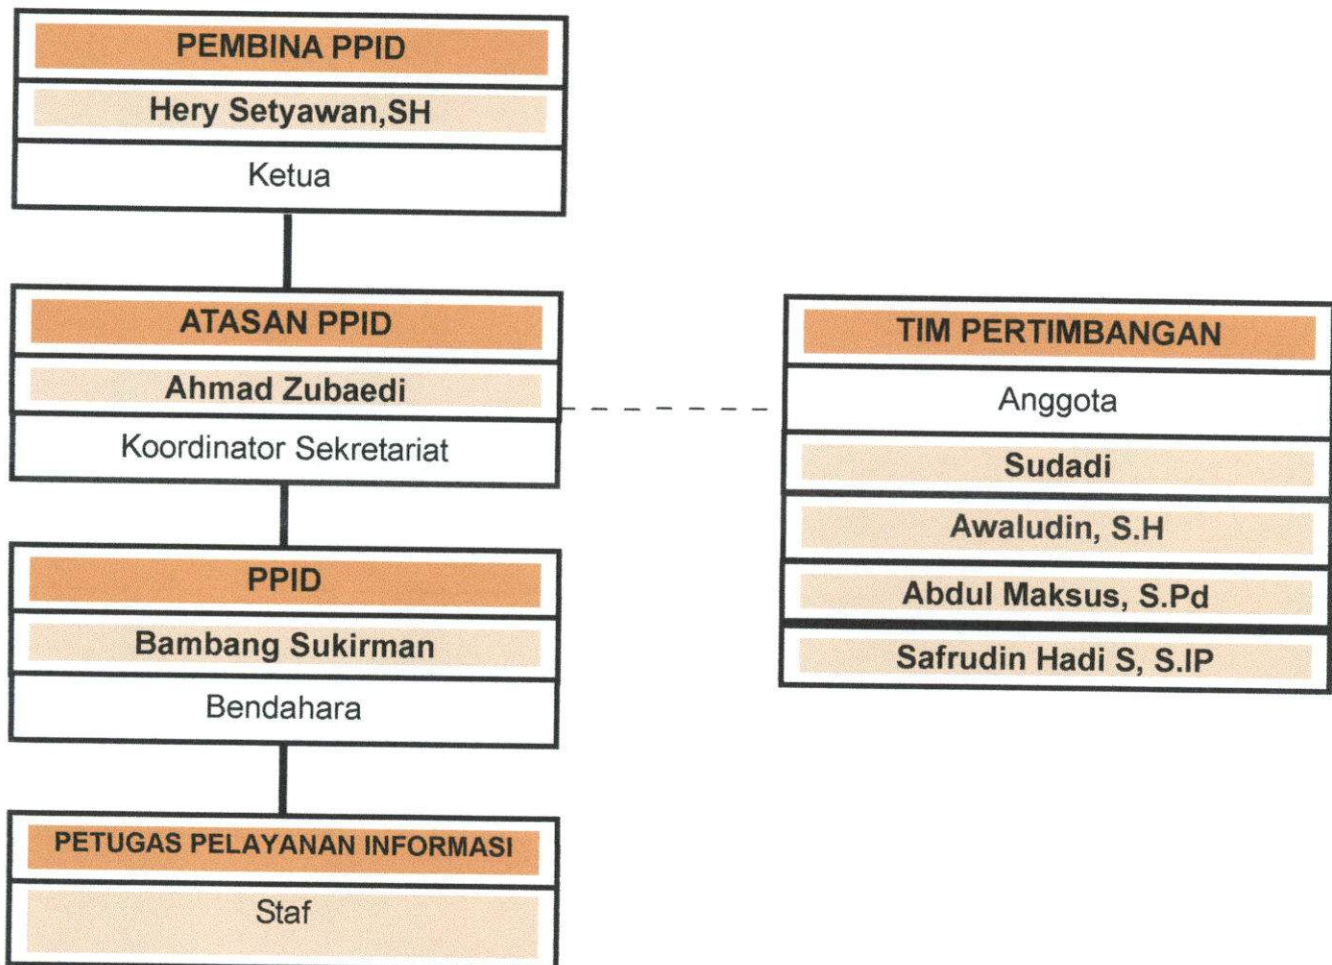 PEMBINA PPID
Hery Setyawan,SH
Ketua
ATASAN PPID
Ahmad Zubaedi
Koordinator Sekretariat
TIM PERTIMBANGAN
Anggota
Sudadi
Awaludin, S.H
Abdul Maksus, S.Pd
Safrudin Hadi S, S.IP
PPID
Bambang Sukirman
Bendahara
PETUGAS PELAYANAN INFORMASI
Staf